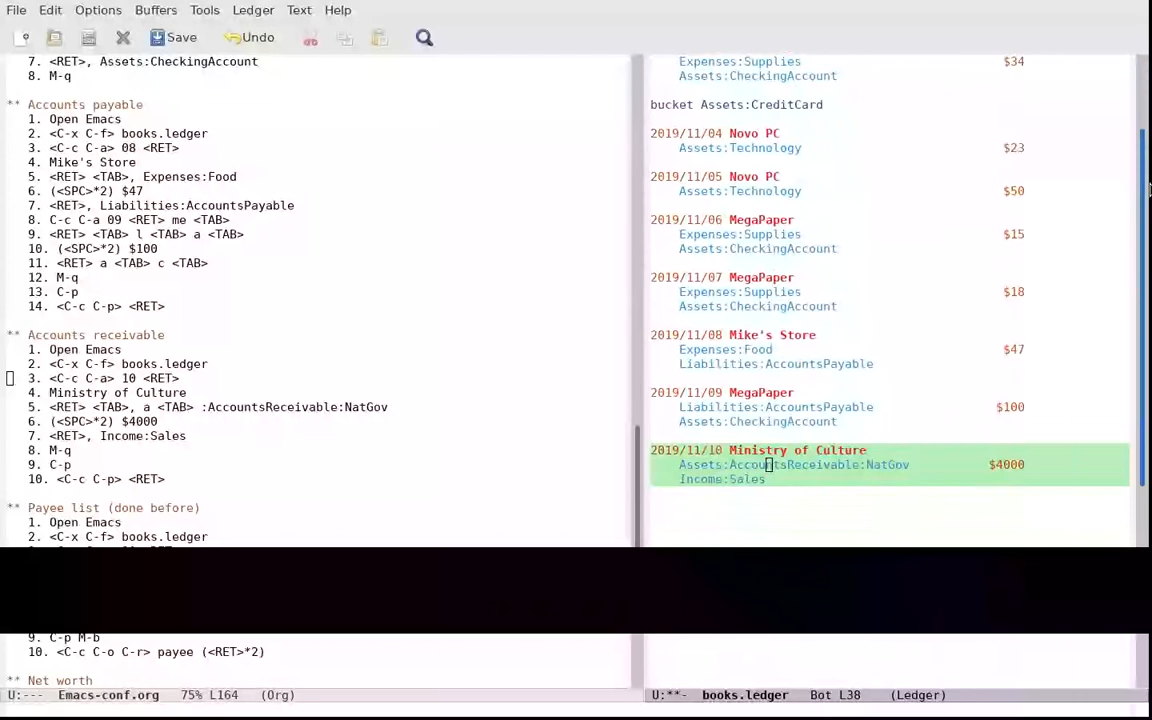 File Edit Options Buffers Tools Ledger Text Help
Save Undo
7. <RET>, Assets:CheckingAccount
8. M-q
** Accounts payable
1. Open Emacs
2. <C-x C-f> books.ledger
3. <C-c C-a> 08 <RET>
4. Mike's Store
5. <RET> <TAB>, Expenses:Food
6. (<SPC>*2) $47
7. <RET>, Liabilities:AccountsPayable
8. C-c C-a 09 <RET> me <TAB>
9. <RET> <TAB> l <TAB> a <TAB>
10. (<SPC>*2) $100
11. <RET> a <TAB> c <TAB>
12. M-q
13. C-p
14. <C-c C-p> <RET>
** Accounts receivable
1. Open Emacs
2. <C-x C-f> books.ledger
3. <C-c C-a> 10 <RET>
4. Ministry of Culture
5. <RET> <TAB>, a <TAB> :AccountsReceivable:NatGov
6. (<SPC>*2) $4000
7. <RET>, Income:Sales
8. M-q
9. C-p
10. <C-c C-p> <RET>
** Payee list (done before)
1. Open Emacs
2. <C-x C-f> books.ledger
9. C-p M-b
10. <C-c C-o C-r> payee (<RET>*2)
** Net worth
U:--- Emacs-conf.org 75% L164 (Org)
Expenses:Supplies $34
Assets:CheckingAccount
bucket Assets:CreditCard
2019/11/04 Novo PC
Assets:Technology $23
2019/11/05 Novo PC
Assets:Technology $50
2019/11/06 MegaPaper
Expenses:Supplies $15
Assets:CheckingAccount
2019/11/07 MegaPaper
Expenses:Supplies $18
Assets:CheckingAccount
2019/11/08 Mike's Store
Expenses:Food $47
Liabilities:AccountsPayable
2019/11/09 MegaPaper
Liabilities:AccountsPayable $100
Assets:CheckingAccount
2019/11/10 Ministry of Culture
Assets:AccountsReceivable:NatGov $4000
Income:Sales
U:**- books.ledger Bot L38 (Ledger)